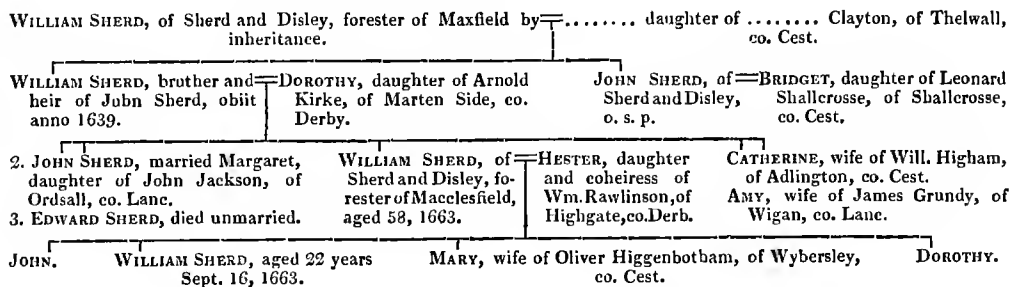 WILLIAM SHERD, of Sherd and Disley, forester of Maxfield by ........ daughter of ........ Clayton, of Thelwall,
inheritance. co. Cest.
WILLIAM SHERD, bruther and
heir of Jubn Sherd, obiit
anno 1639.
DOROTHY, daughter of Arnold
Kirke, of Marten Side, co.
Derby.
JOHN SHERD, of
Sherd and Disley,
o. s. p.
BRIDGET, daughter of Leonard
Shallcrosse, of Shallcrosse,
co. Cest.
2. JOHN SHERD, married Margaret,
daughter of John Jackson, of
Ordsall, co. Lanc.
3. EDWARD SHERD, died unmarried.
WILLIAM SHERD, of
Sherd and Disley, fo-
rester of Macclesfield,
aged 58, 1663.
HESTER, daughter
and coheiress of
Wm. Rawlinson, of
Highgate, co. Derb.
CATHERINE, wife of Will. Higham,
of Adlington, co. Cest.
AMY, wife of James Grundy, of
Wigan, co. Lanc.
JOHN.
WILLIAM SHERD, aged 22 years
Sept. 16, 1663.
MARY, wife of Oliver Higgenbotham, of Wybersley,
co. Cest.
DOROTHY.